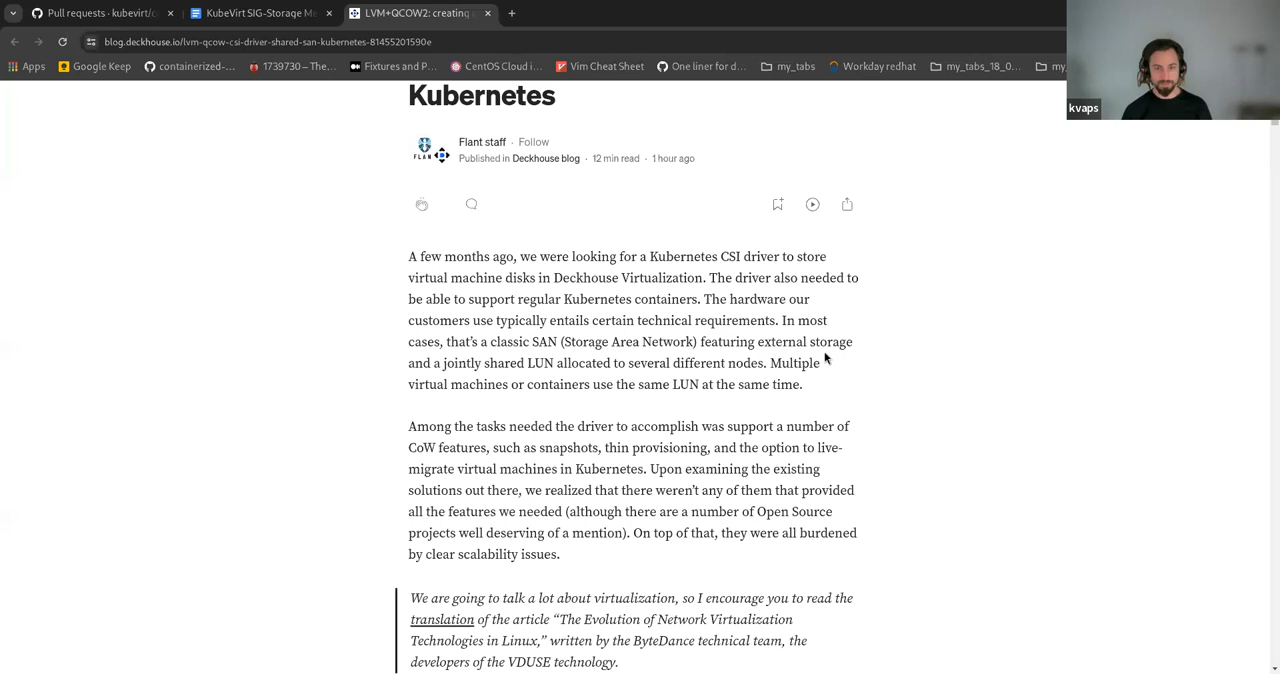 Pull requests · kubevirt/c
KubeVirt SIG-Storage Me
LVM+QCOW2: creating
blog.deckhouse.io/lvm-qcow-csi-driver-shared-san-kubernetes-81455201590e
Apps
Google Keep
containerized-...
1739730 – The...
Fixtures and P...
CentOS Cloud i...
Vim Cheat Sheet
One liner for d...
my_tabs
Workday redhat
my_tabs_18_0...
my_
kvaps
Kubernetes
FLAN
Flant staff · Follow
Published in Deckhouse blog · 12 min read · 1 hour ago
A few months ago, we were looking for a Kubernetes CSI driver to store
virtual machine disks in Deckhouse Virtualization. The driver also needed to
be able to support regular Kubernetes containers. The hardware our
customers use typically entails certain technical requirements. In most
cases, that’s a classic SAN (Storage Area Network) featuring external storage
and a jointly shared LUN allocated to several different nodes. Multiple
virtual machines or containers use the same LUN at the same time.
Among the tasks needed the driver to accomplish was support a number of
CoW features, such as snapshots, thin provisioning, and the option to live-
migrate virtual machines in Kubernetes. Upon examining the existing
solutions out there, we realized that there weren’t any of them that provided
all the features we needed (although there are a number of Open Source
projects well deserving of a mention). On top of that, they were all burdened
by clear scalability issues.
We are going to talk a lot about virtualization, so I encourage you to read the
translation of the article “The Evolution of Network Virtualization
Technologies in Linux,” written by the ByteDance technical team, the
developers of the VDUSE technology.